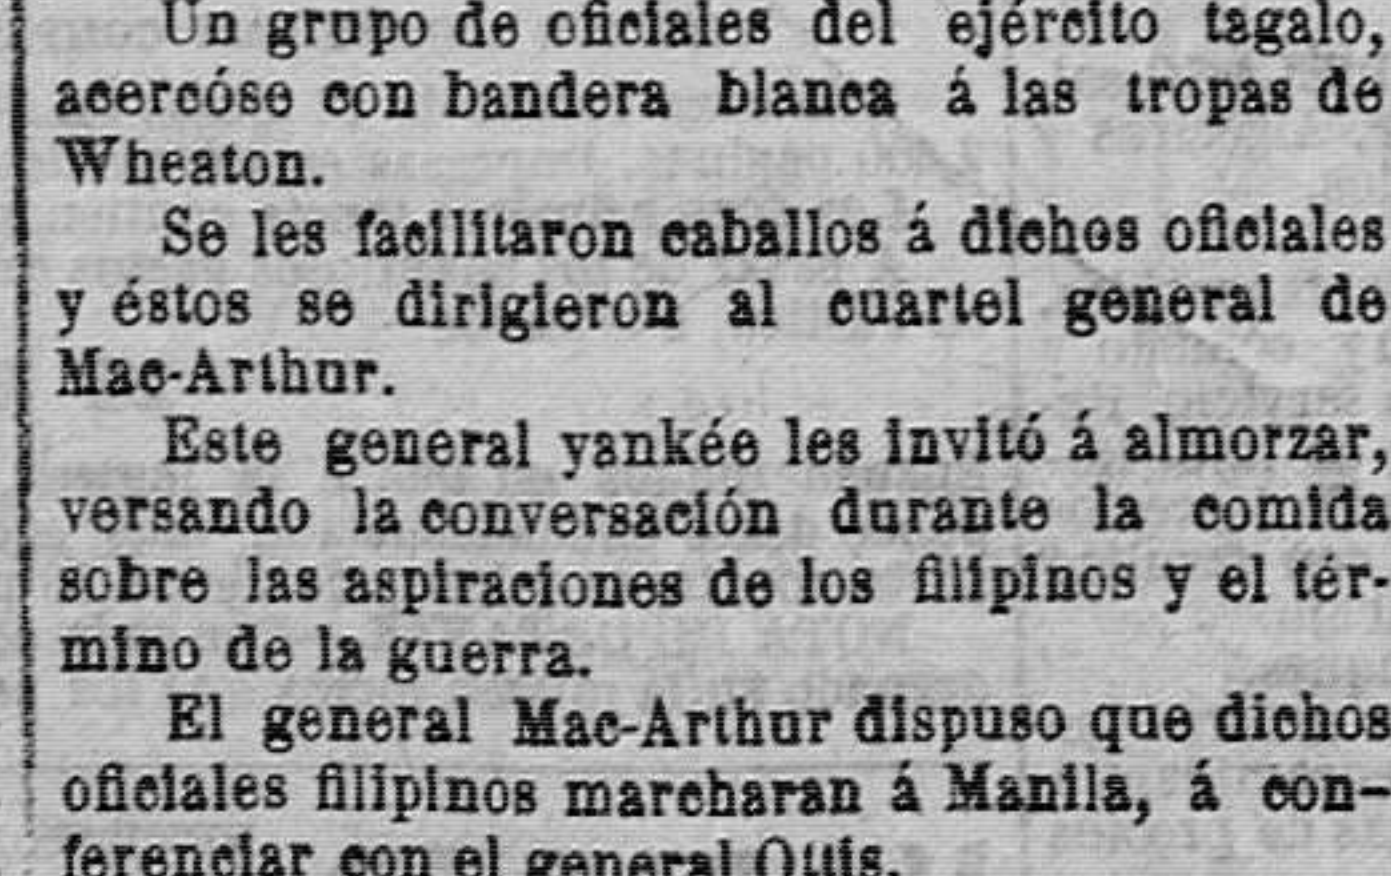 Un grupo de oficiales del ejército tagalo,
acercóse con bandera blanca á las tropas de
Wheaton.
Se les facilitaron caballos á dichos oficiales
y éstos se dirigieron al cuartel general de
Mac-Arthur.
Este general yankée les invitó á almorzar,
versando la conversación durante la comida
sobre las aspiraciones de los filipinos y el tér-
mino de la guerra.
El general Mac-Arthur dispuso que dichos
oficiales filipinos marcharan á Manila, á con-
ferenciar con el general Ottis.